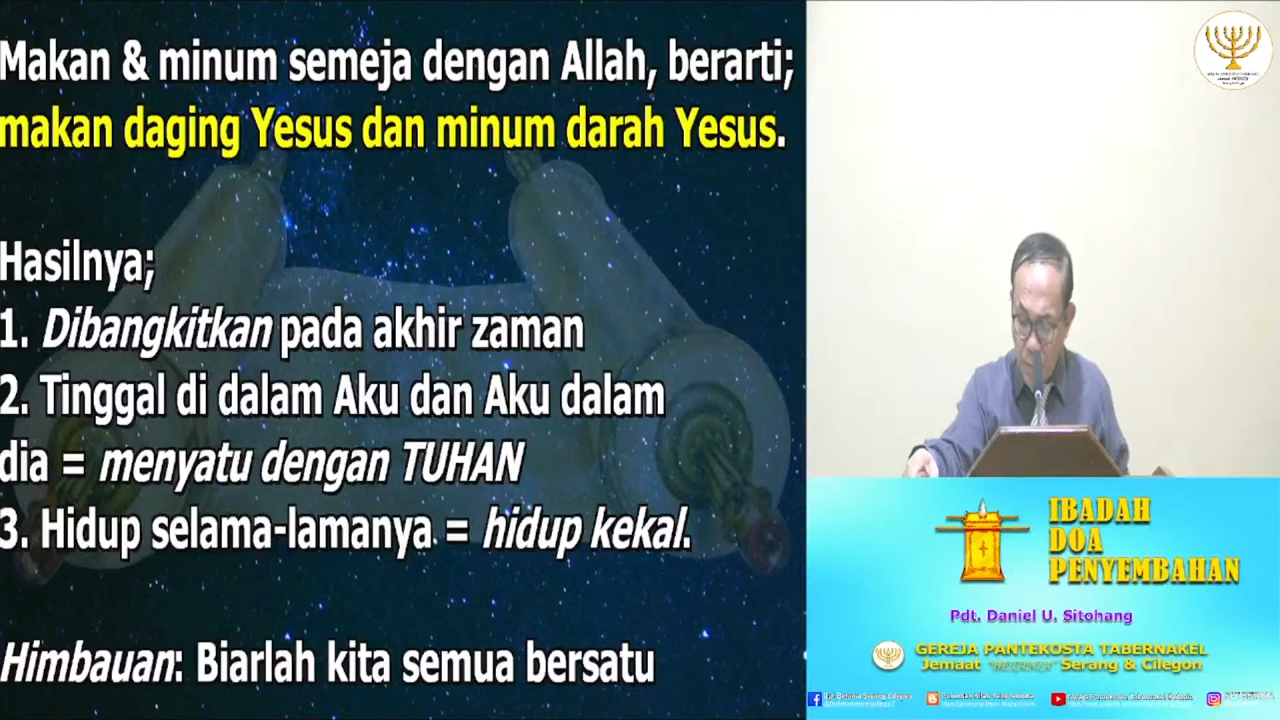 Makan & minum semeja dengan Allah, berarti;
makan daging Yesus dan minum darah Yesus.
Hasilnya;
1. Dibangkitkan pada akhir zaman
2. Tinggal di dalam Aku dan Aku dalam
dia = menyatu dengan TUHAN
3. Hidup selama-lamanya = hidup kekal.
Himbauan: Biarlah kita semua bersatu
IBADAH
DOA
PENYEMBAHAN
Pdt. Daniel U. Sitohang
GEREJA PANTEKOSTA TABERNAKEL
Jemaat "BETANIA" Serang & Cilegon